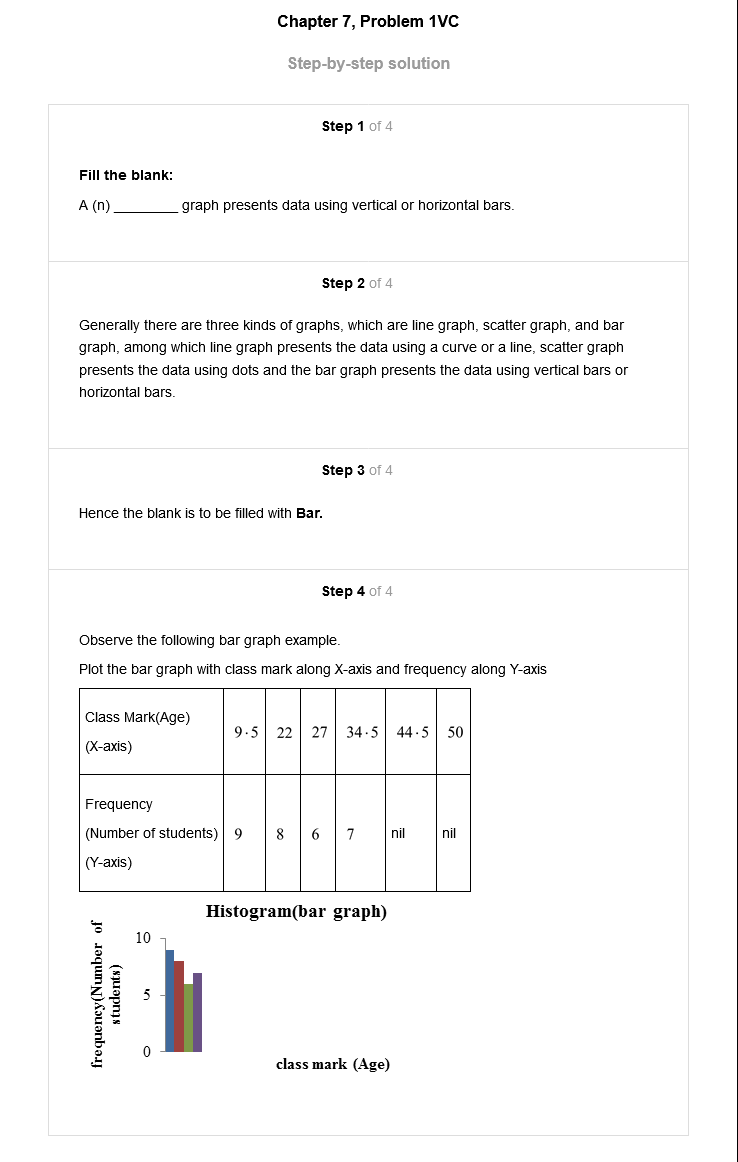 Chapter 7, Problem 1VC
Step-by-step solution
Step 1 of 4
Fill the blank:
A (n) ________ graph presents data using vertical or horizontal bars.
Step 2 of 4
Generally there are three kinds of graphs, which are line graph, scatter graph, and bar
graph, among which line graph presents the data using a curve or a line, scatter graph
presents the data using dots and the bar graph presents the data using vertical bars or
horizontal bars.
Step 3 of 4
Hence the blank is to be filled with Bar.
Step 4 of 4
Observe the following bar graph example.
Plot the bar graph with class mark along X-axis and frequency along Y-axis
Class Mark(Age)
(X-axis)
9·5 22 27 34·5 44·5 50
Frequency
(Number of students)
(Y-axis)
9 8 6 7 nil nil
Histogram(bar graph)
frequency(Number of
students)
10
5
0
class mark (Age)